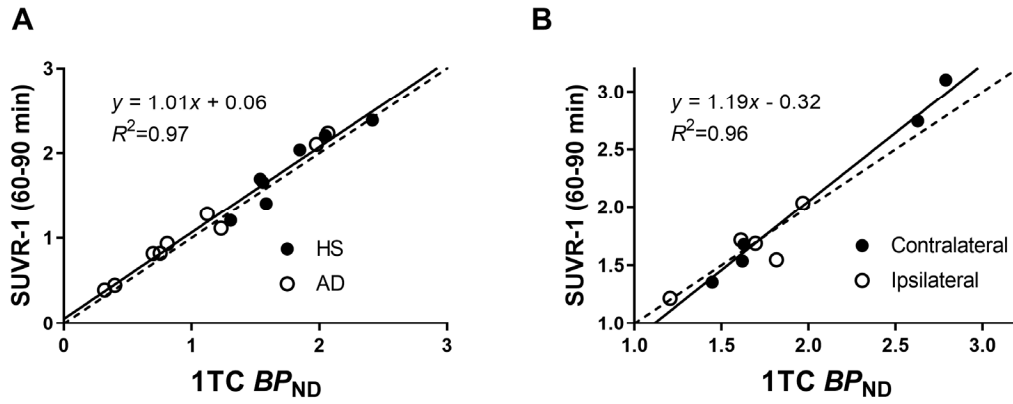 A
SUVR-1 (60-90 min)
3
2
1
0
y = 1.01x + 0.06
R²=0.97
HS
AD
0
1
2
3
1TC BP_ND
B
SUVR-1 (60-90 min)
3.0
2.5
2.0
1.5
1.0
y = 1.19x - 0.32
R²=0.96
Contralateral
Ipsilateral
1.0
1.5
2.0
2.5
3.0
1TC BP_ND